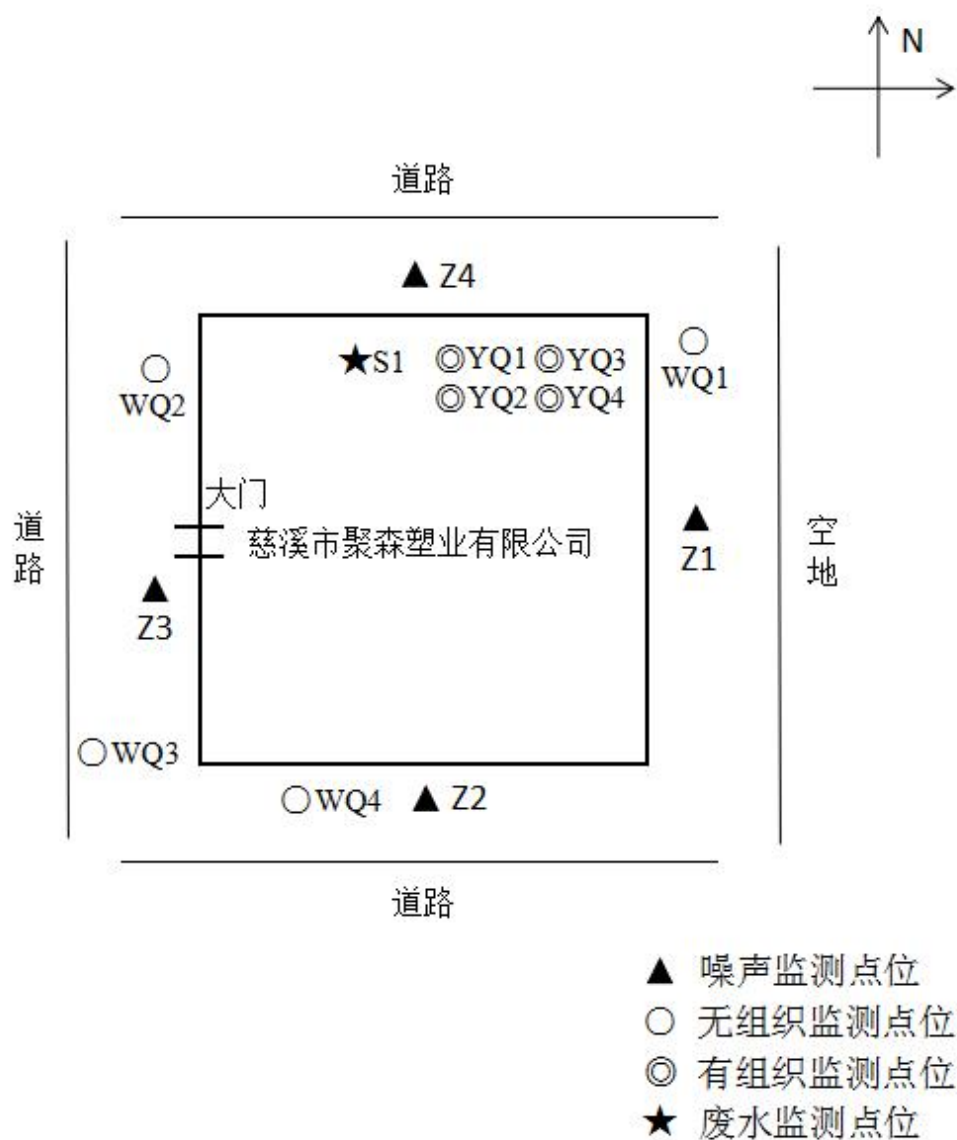 N
道路
Z4
S1 YQ1 YQ3
YQ2 YQ4
WQ1
WQ2
大门
慈溪市聚森塑业有限公司
道路
Z1
空地
Z3
WQ3
WQ4 Z2
道路
噪声监测点位
无组织监测点位
有组织监测点位
废水监测点位